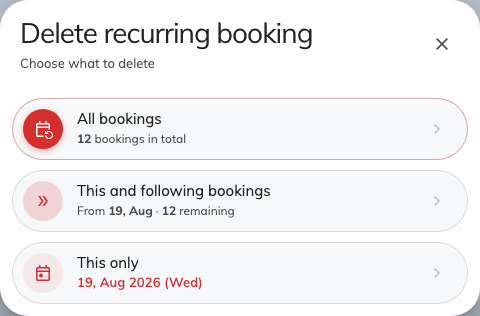 Delete recurring booking
Choose what to delete
All bookings
12 bookings in total
This and following bookings
From 19, Aug · 12 remaining
This only
19, Aug 2026 (Wed)